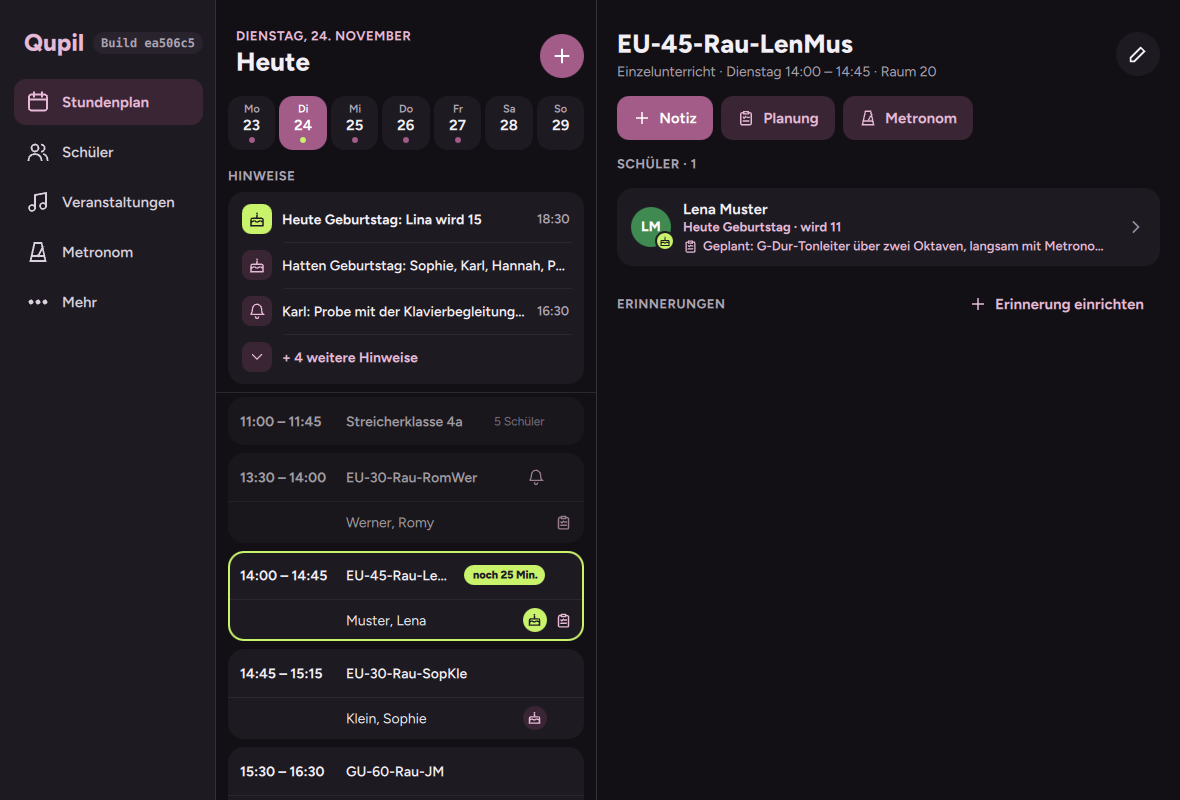 Qupil
Build ea506c5
Stundenplan
Schüler
Veranstaltungen
Metronom
Mehr
DIENSTAG, 24. NOVEMBER
Heute
Mo
23
Di
24
Mi
25
Do
26
Fr
27
Sa
28
So
29
HINWEISE
Heute Geburtstag: Lina wird 15 18:30
Hatten Geburtstag: Sophie, Karl, Hannah, P...
Karl: Probe mit der Klavierbegleitung... 16:30
+ 4 weitere Hinweise
11:00 – 11:45 Streicherklasse 4a 5 Schüler
13:30 – 14:00 EU-30-Rau-RomWer
Werner, Romy
14:00 – 14:45 EU-45-Rau-Le... noch 25 Min.
Muster, Lena
14:45 – 15:15 EU-30-Rau-SopKle
Klein, Sophie
15:30 – 16:30 GU-60-Rau-JM
EU-45-Rau-LenMus
Einzelunterricht · Dienstag 14:00 – 14:45 · Raum 20
Notiz
Planung
Metronom
SCHÜLER · 1
LM
Lena Muster
Heute Geburtstag · wird 11
Geplant: G-Dur-Tonleiter über zwei Oktaven, langsam mit Metrono...
ERINNERUNGEN
Erinnerung einrichten